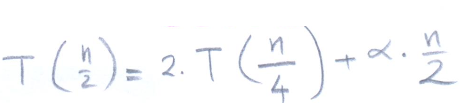 T(n/2) = 2.T(n/4) + α.n/2